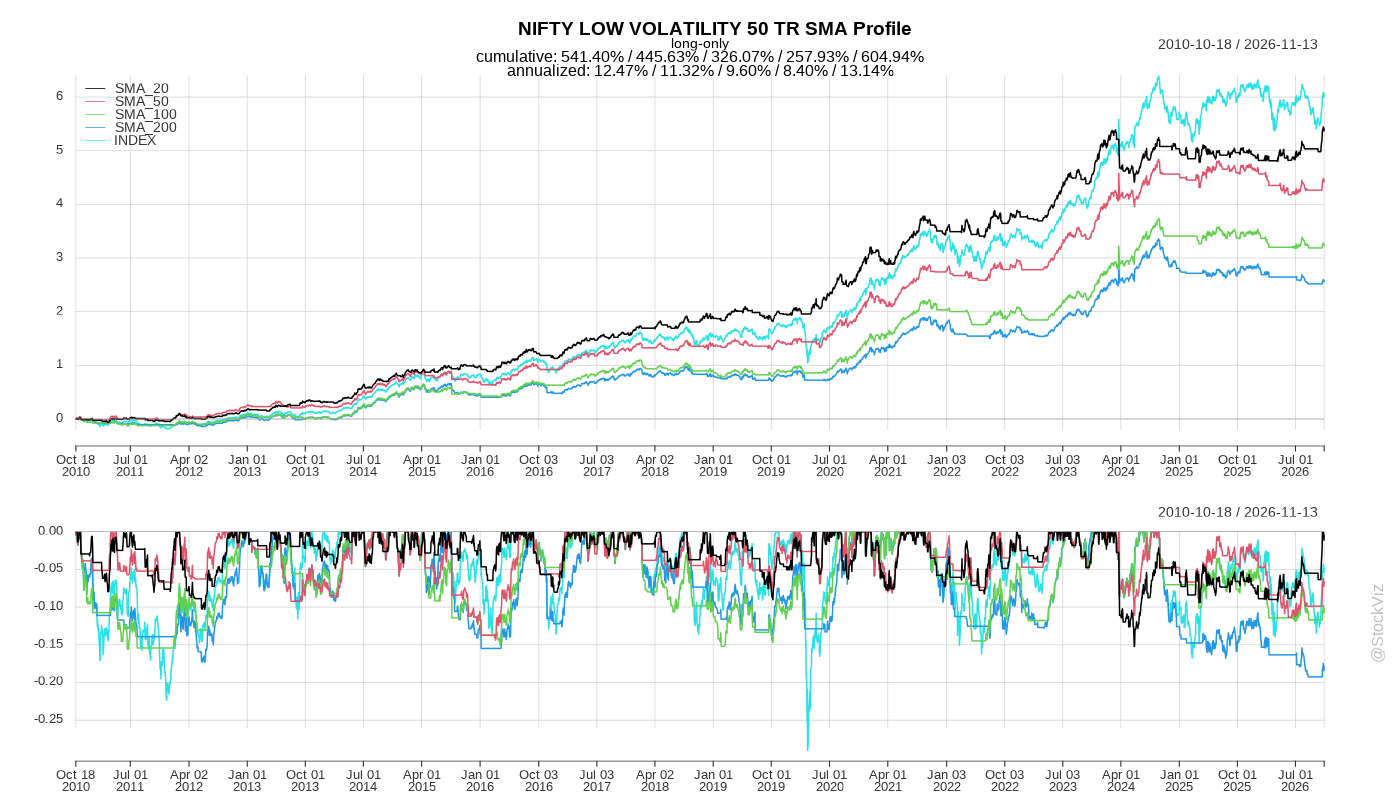 NIFTY LOW VOLATILITY 50 TR SMA Profile
long-only
cumulative: 541.40% / 445.63% / 326.07% / 257.93% / 604.94%
annualized: 12.47% / 11.32% / 9.60% / 8.40% / 13.14%
2010-10-18 / 2026-11-13
SMA_20
SMA_50
SMA_100
SMA_200
INDEX
6
5
4
3
2
1
0
Oct 18 Jul 01 Apr 02 Jan 01 Oct 01 Jul 01 Apr 01 Jan 01 Oct 03 Jul 03 Apr 02 Jan 01 Oct 01 Jul 01 Apr 01 Jan 03 Oct 03 Jul 03 Apr 01 Jan 01 Oct 01 Jul 01
2010 2011 2012 2013 2013 2014 2015 2016 2016 2017 2018 2019 2019 2020 2021 2022 2022 2023 2024 2025 2025 2026
2010-10-18 / 2026-11-13
0.00
-0.05
-0.10
-0.15
-0.20
-0.25
Oct 18 Jul 01 Apr 02 Jan 01 Oct 01 Jul 01 Apr 01 Jan 01 Oct 03 Jul 03 Apr 02 Jan 01 Oct 01 Jul 01 Apr 01 Jan 03 Oct 03 Jul 03 Apr 01 Jan 01 Oct 01 Jul 01
2010 2011 2012 2013 2013 2014 2015 2016 2016 2017 2018 2019 2019 2020 2021 2022 2022 2023 2024 2025 2025 2026
@StockViz